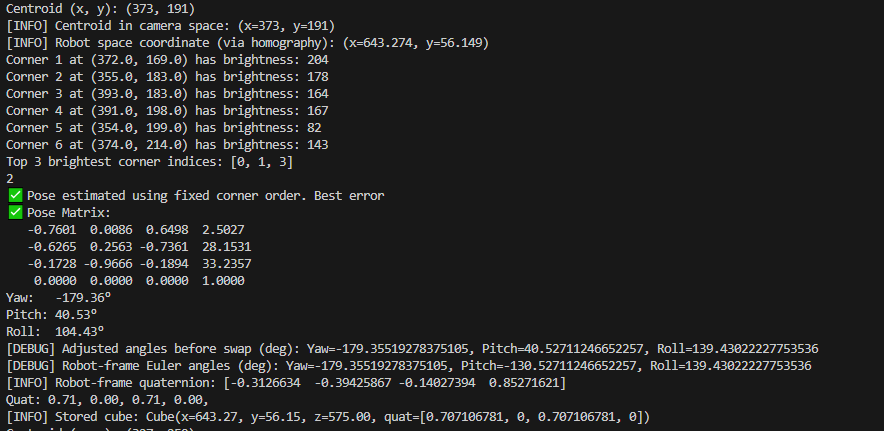 Centroid (x, y): (373, 191)
[INFO] Centroid in camera space: (x=373, y=191)
[INFO] Robot space coordinate (via homography): (x=643.274, y=56.149)
Corner 1 at (372.0, 169.0) has brightness: 204
Corner 2 at (355.0, 183.0) has brightness: 178
Corner 3 at (393.0, 183.0) has brightness: 164
Corner 4 at (391.0, 198.0) has brightness: 167
Corner 5 at (354.0, 199.0) has brightness: 82
Corner 6 at (374.0, 214.0) has brightness: 143
Top 3 brightest corner indices: [0, 1, 3]
2
✅ Pose estimated using fixed corner order. Best error
✅ Pose Matrix:
-0.7601 0.0086 0.6498 2.5027
-0.6265 0.2563 -0.7361 28.1531
-0.1728 -0.9666 -0.1894 33.2357
0.0000 0.0000 0.0000 1.0000
Yaw: -179.36°
Pitch: 40.53°
Roll: 104.43°
[DEBUG] Adjusted angles before swap (deg): Yaw=-179.35519278375105, Pitch=40.52711246652257, Roll=139.43022227753536
[DEBUG] Robot-frame Euler angles (deg): Yaw=-179.35519278375105, Pitch=-130.52711246652257, Roll=139.43022227753536
[INFO] Robot-frame quaternion: [-0.3126634 -0.39425867 -0.14027394 0.85271621]
Quat: 0.71, 0.00, 0.71, 0.00,
[INFO] Stored cube: Cube(x=643.27, y=56.15, z=575.00, quat=[0.707106781, 0, 0.707106781, 0])